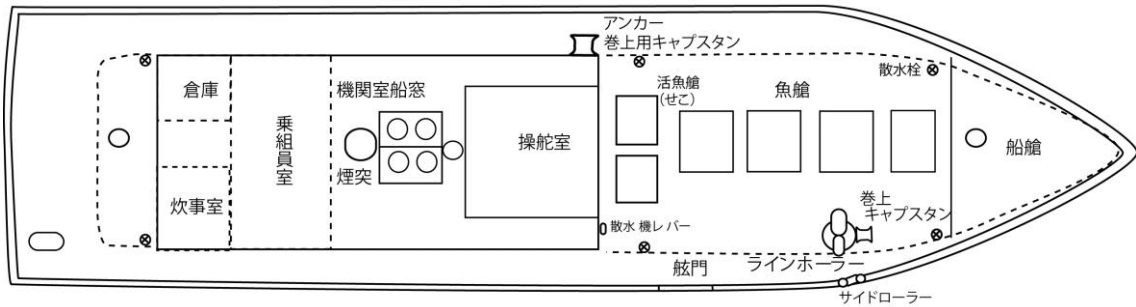 アンカー
巻上用キャプスタン
散水栓
倉庫
機関室船窓
活魚艙
(せこ)
魚艙
乗組員室
操舵室
船艙
煙突
炊事室
巻上
キャプスタン
散水 機レバー
舷門
ラインホーラー
サイドローラー